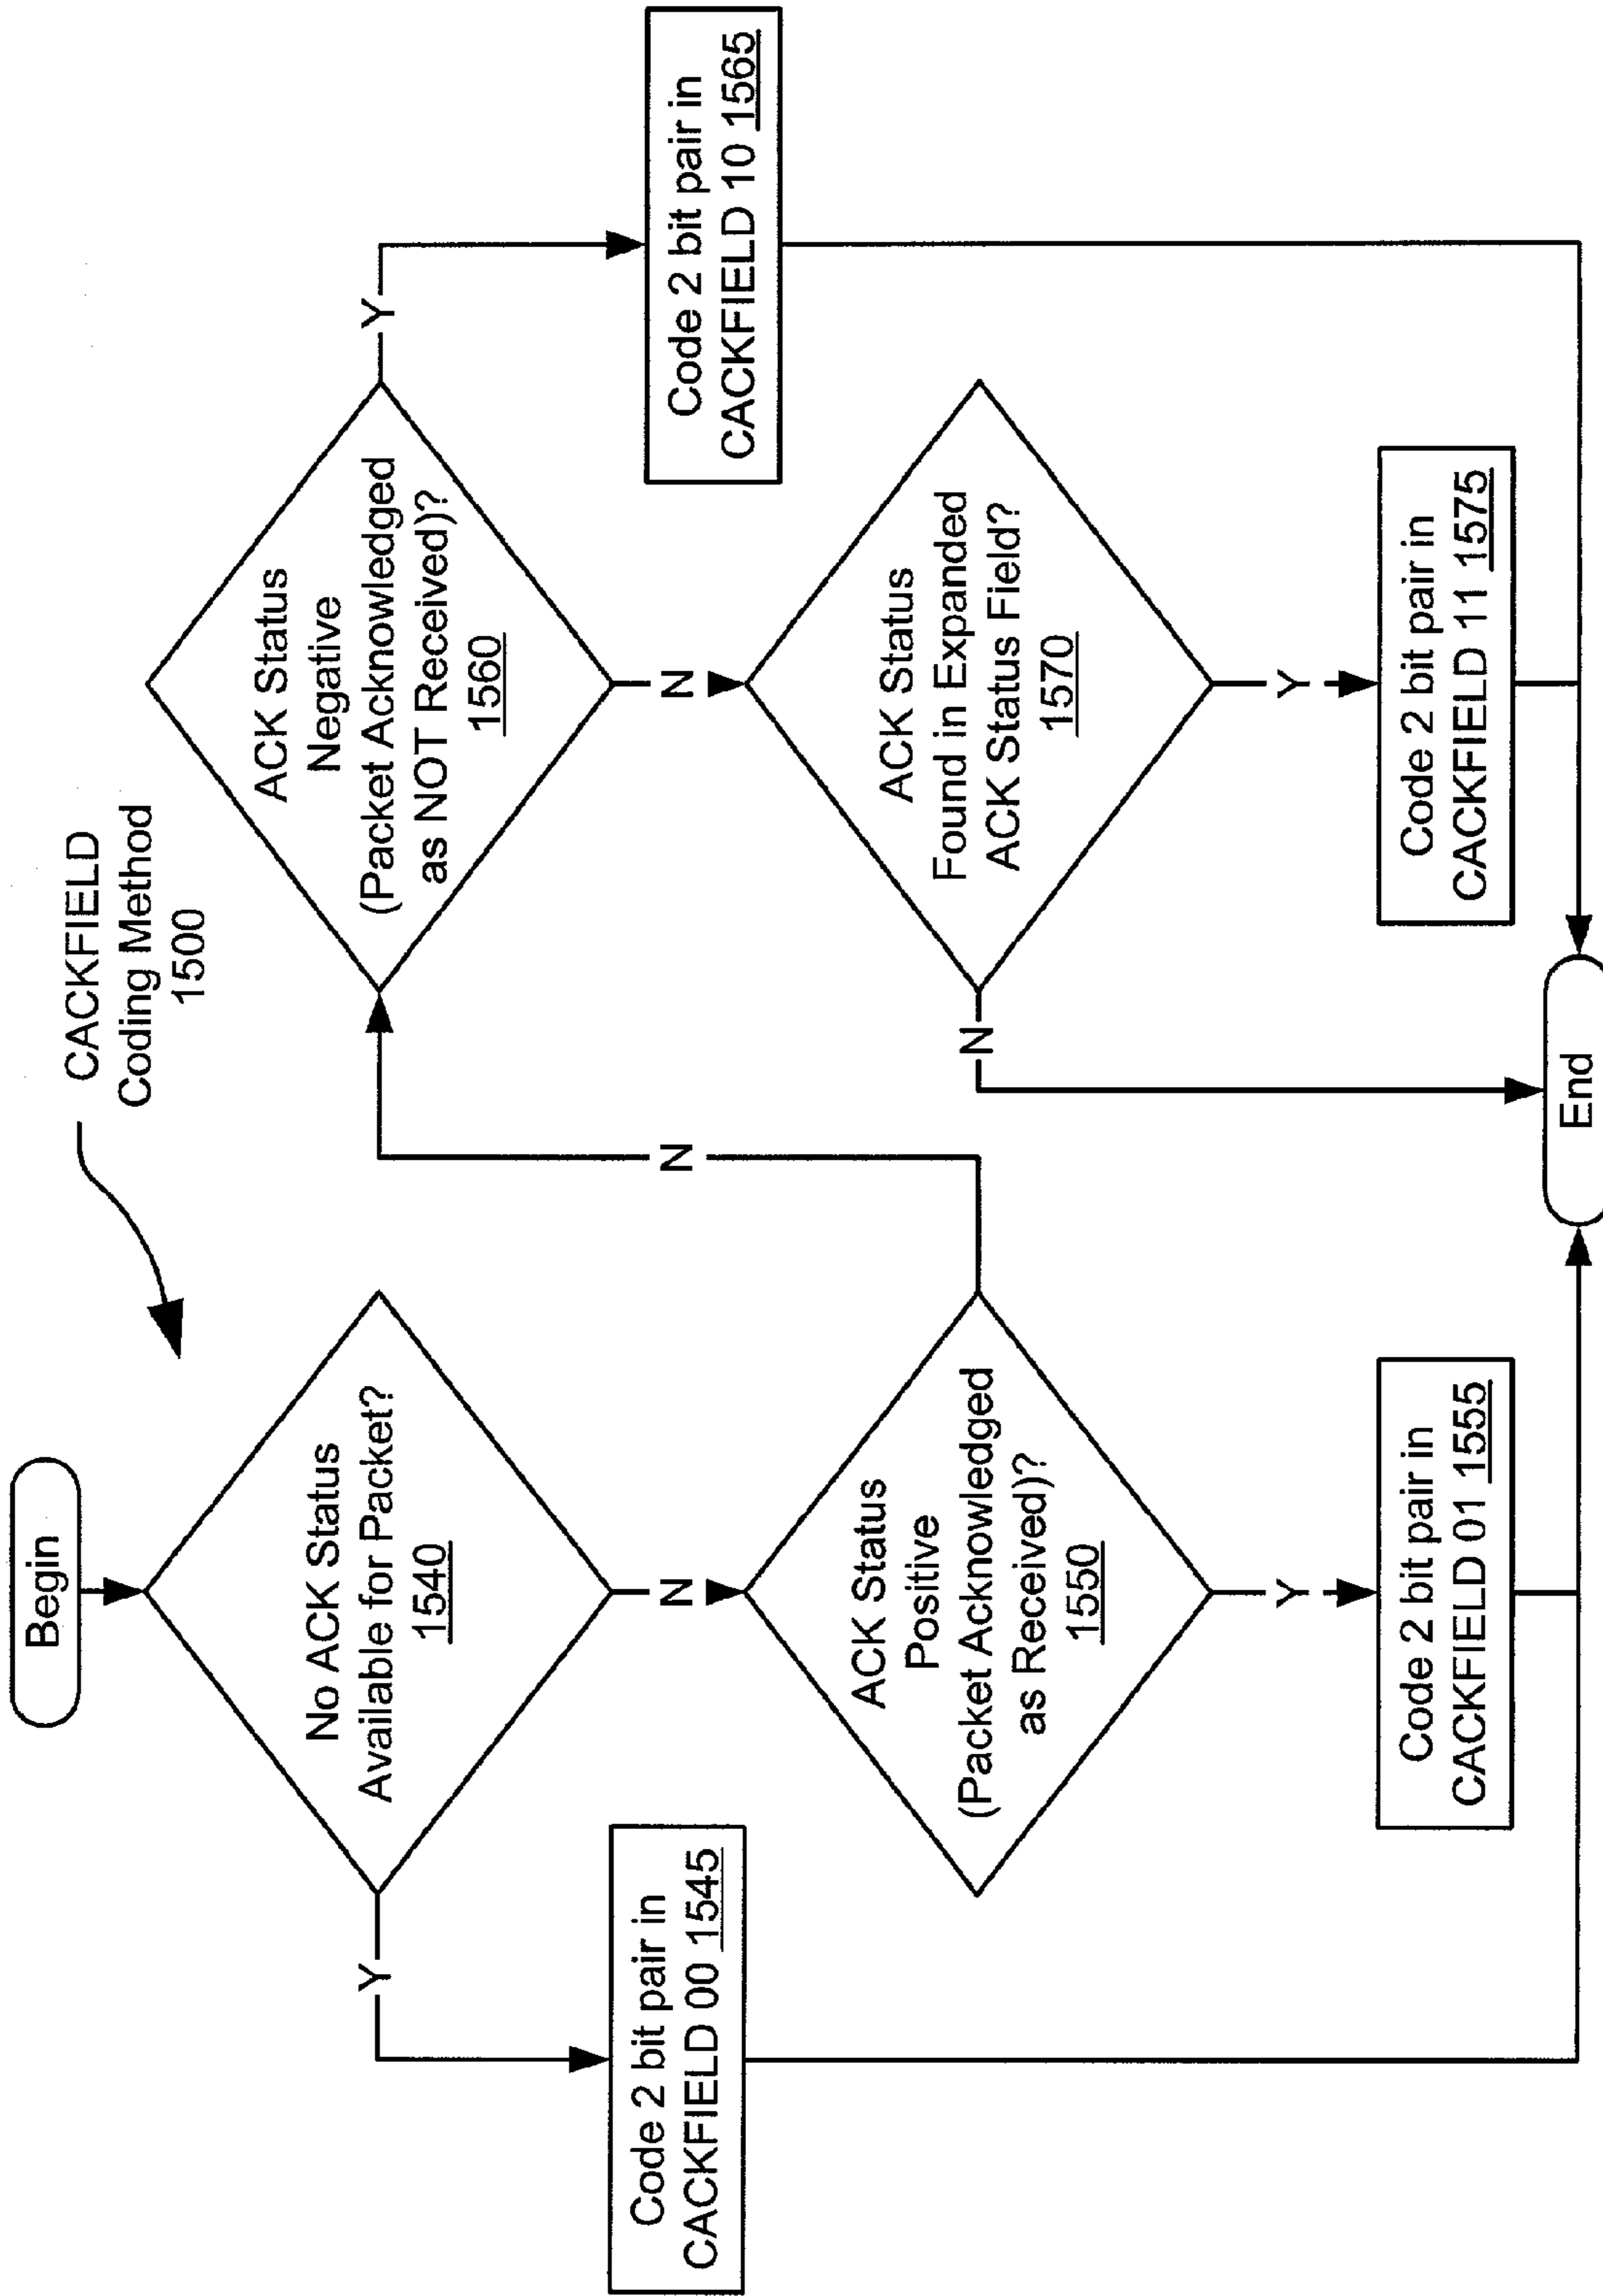 CACKFIELD
Coding Method
1500
Begin
No ACK Status
Available for Packet?
1540
Y
Code 2 bit pair in
CACKFIELD 00 1545
N
ACK Status
Positive
(Packet Acknowledged
as Received)?
1550
Y
Code 2 bit pair in
CACKFIELD 01 1555
N
ACK Status
Negative
(Packet Acknowledged
as NOT Received)?
1560
Y
Code 2 bit pair in
CACKFIELD 10 1565
N
ACK Status
Found in Expanded
ACK Status Field?
1570
Y
Code 2 bit pair in
CACKFIELD 11 1575
N
End